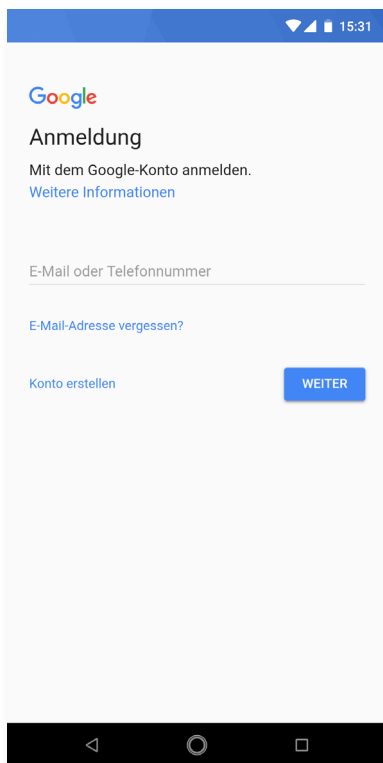 15:31
Google
Anmeldung
Mit dem Google-Konto anmelden.
Weitere Informationen
E-Mail oder Telefonnummer
E-Mail-Adresse vergessen?
Konto erstellen
WEITER